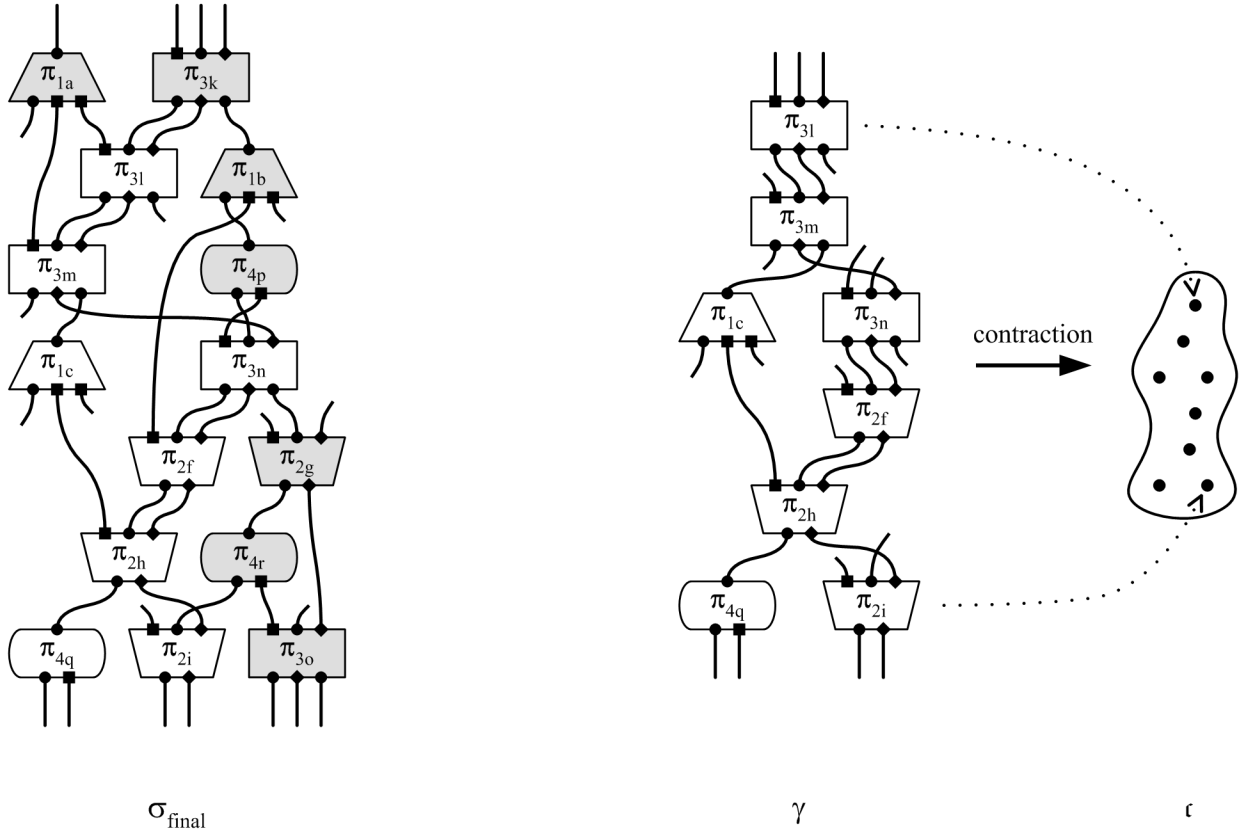 π1a π3k
π3l π1b
π3m π4p
π1c π3n
π2f π2g
π2h π4r
π4q π2i π3o
σfinal
π3l
π3m
π1c π3n
π2f
π2h
π4q π2i
γ
contraction
𝔠